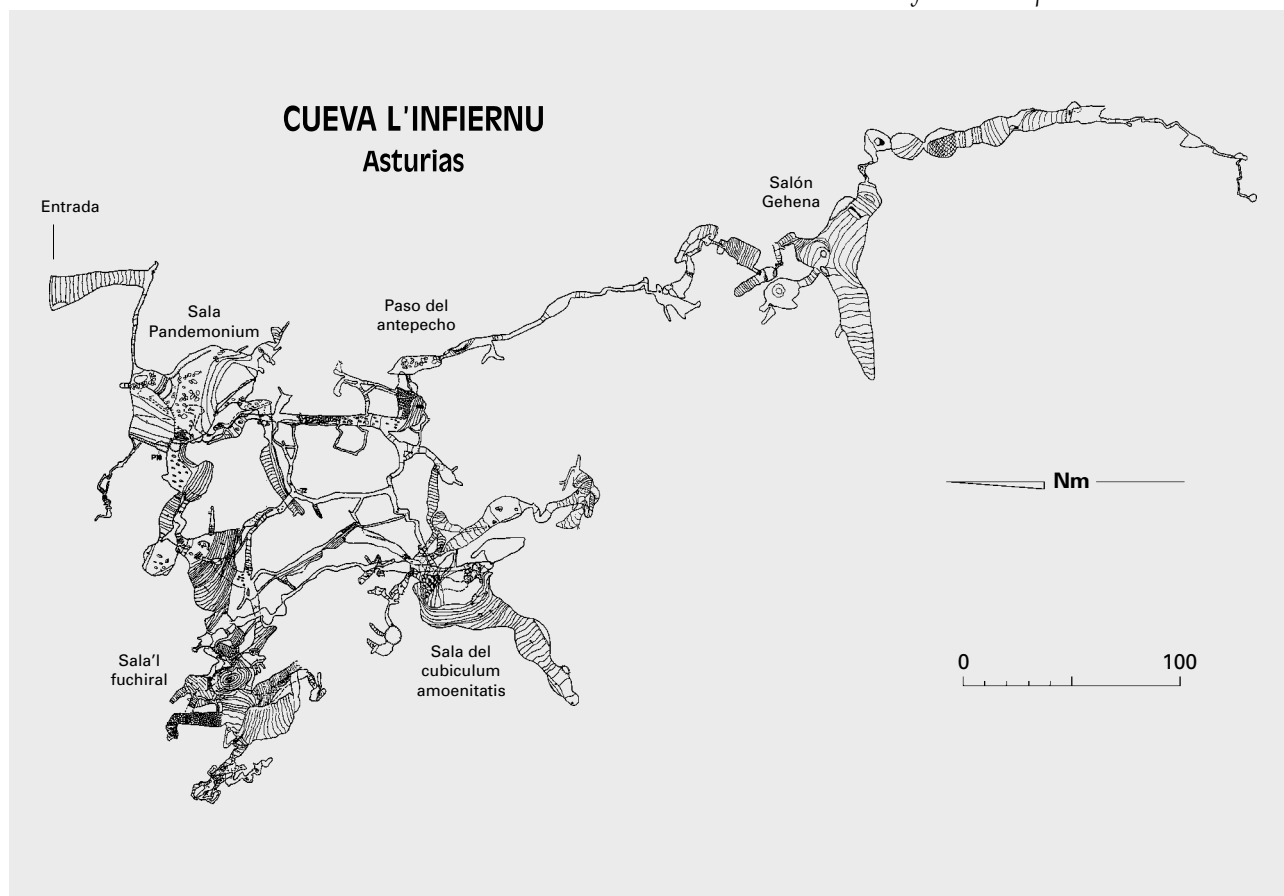 CUEVA L'INFIERNU
Asturias
Entrada
Salón
Gehena
Sala
Pandemonium
Paso del
antepecho
Nm
Sala'l
fuchiral
Sala del
cubiculum
amoenitatis
0 100